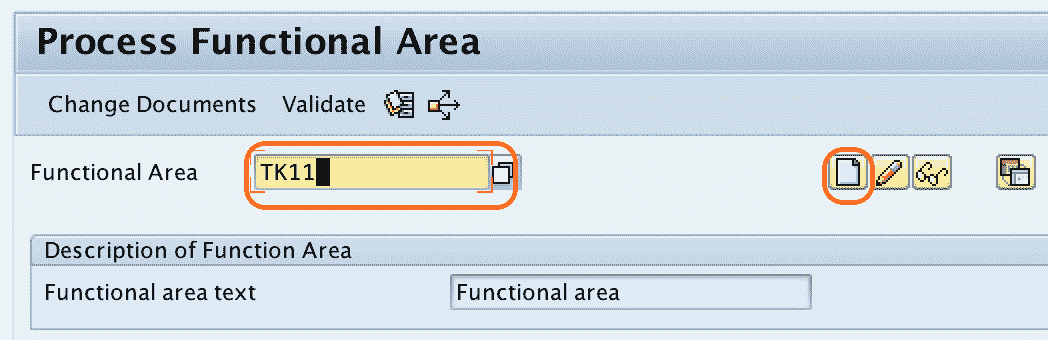 Process Functional Area
Change Documents Validate
Functional Area TK11
Description of Function Area
Functional area text Functional area